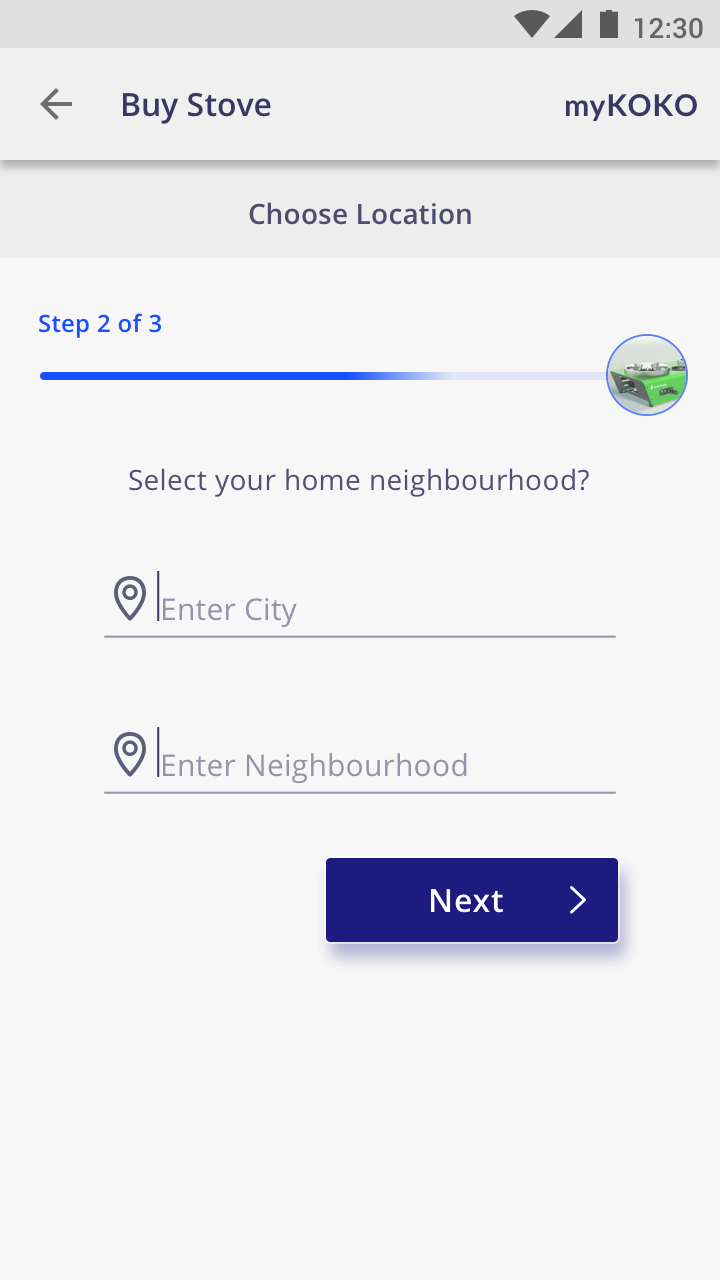 12:30
Buy Stove
myKOKO
Choose Location
Step 2 of 3
Select your home neighbourhood?
Enter City
Enter Neighbourhood
Next